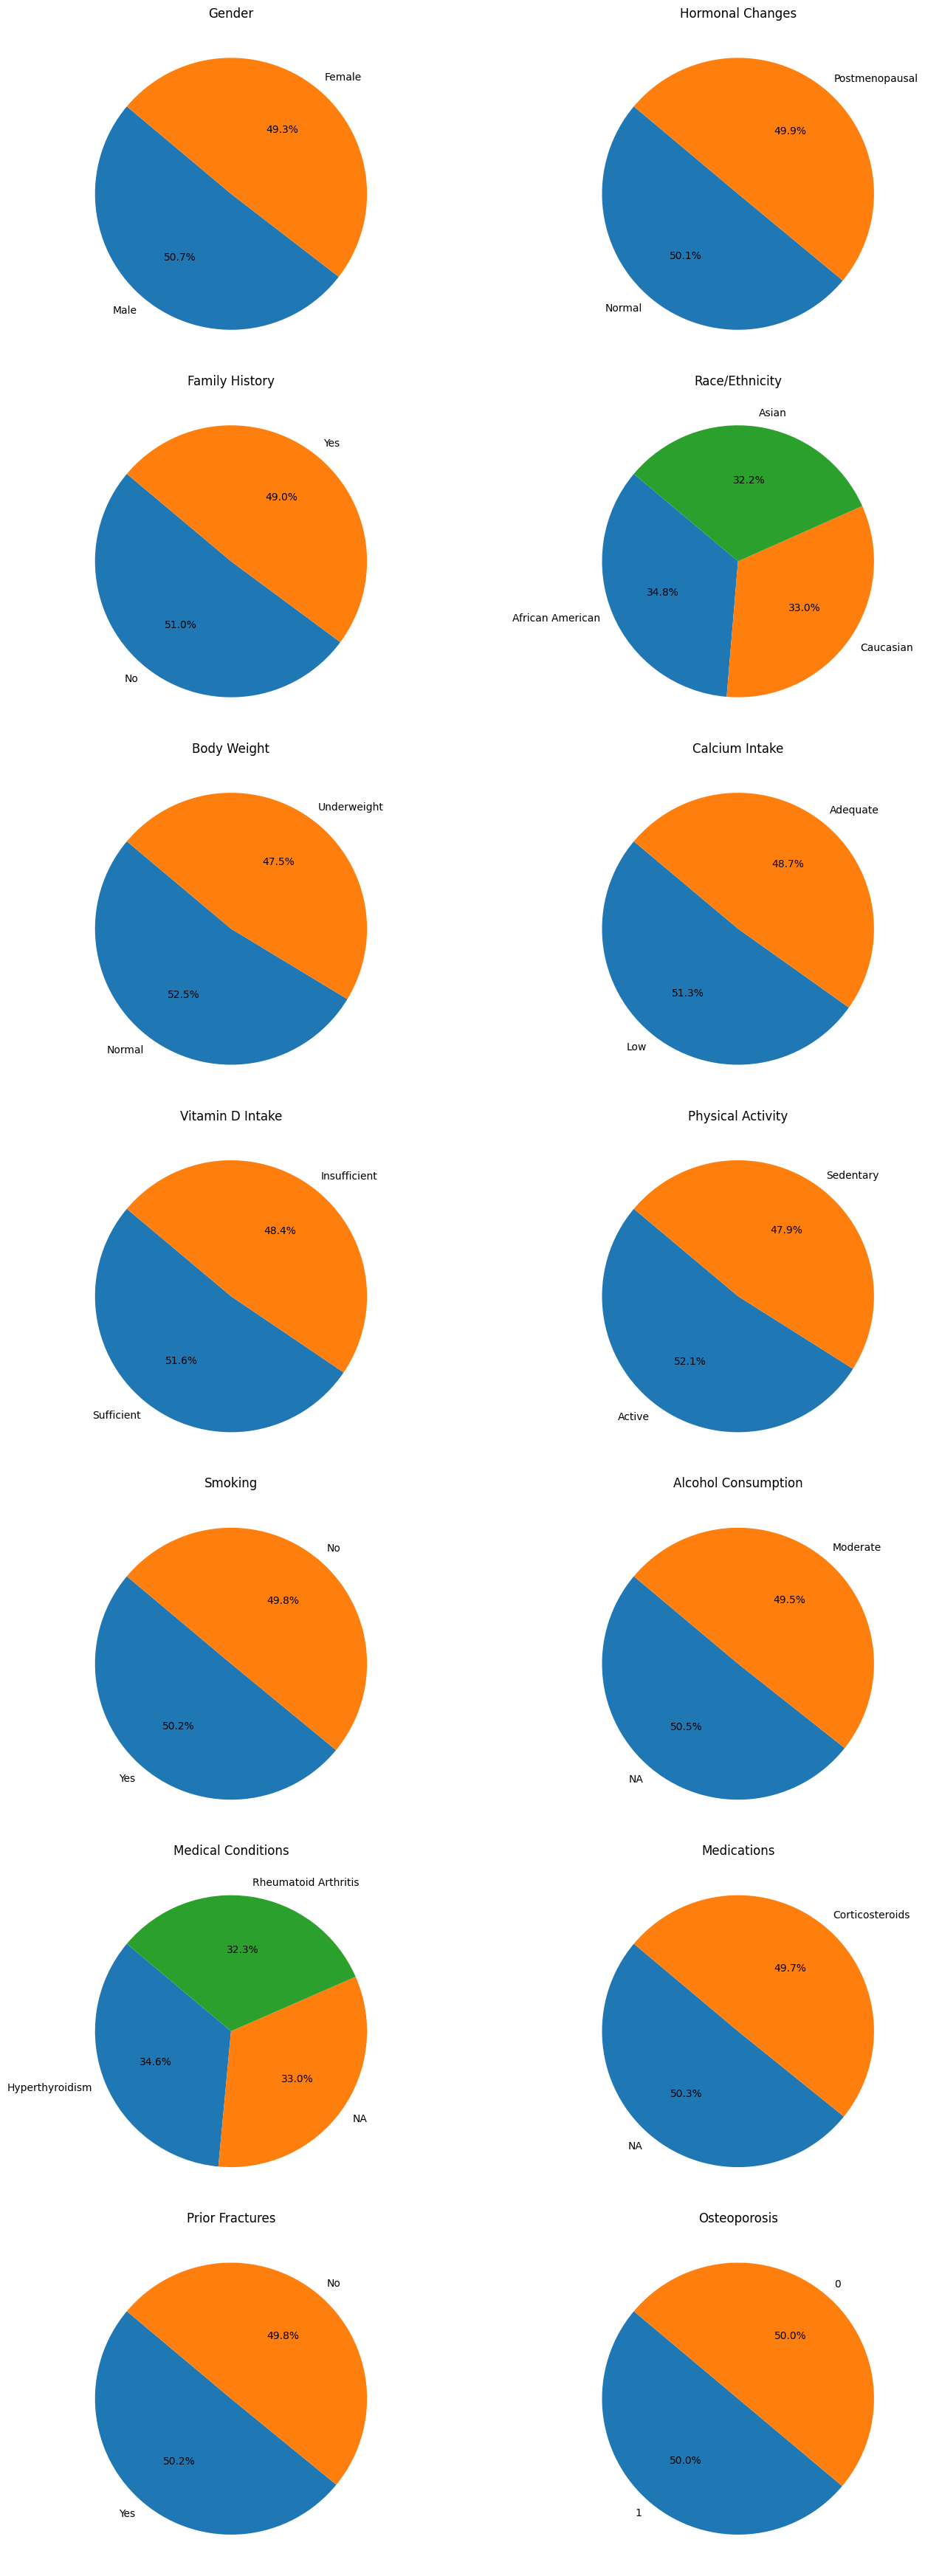 Gender
Female
49.3%
50.7%
Male
Hormonal Changes
Postmenopausal
49.9%
50.1%
Normal
Family History
Yes
49.0%
51.0%
No
Race/Ethnicity
Asian
32.2%
34.8%
33.0%
African American
Caucasian
Body Weight
Underweight
47.5%
52.5%
Normal
Calcium Intake
Adequate
48.7%
51.3%
Low
Vitamin D Intake
Insufficient
48.4%
51.6%
Sufficient
Physical Activity
Sedentary
47.9%
52.1%
Active
Smoking
No
49.8%
50.2%
Yes
Alcohol Consumption
Moderate
49.5%
50.5%
NA
Medical Conditions
Rheumatoid Arthritis
32.3%
34.6%
33.0%
Hyperthyroidism
NA
Medications
Corticosteroids
49.7%
50.3%
NA
Prior Fractures
No
49.8%
50.2%
Yes
Osteoporosis
0
50.0%
50.0%
1